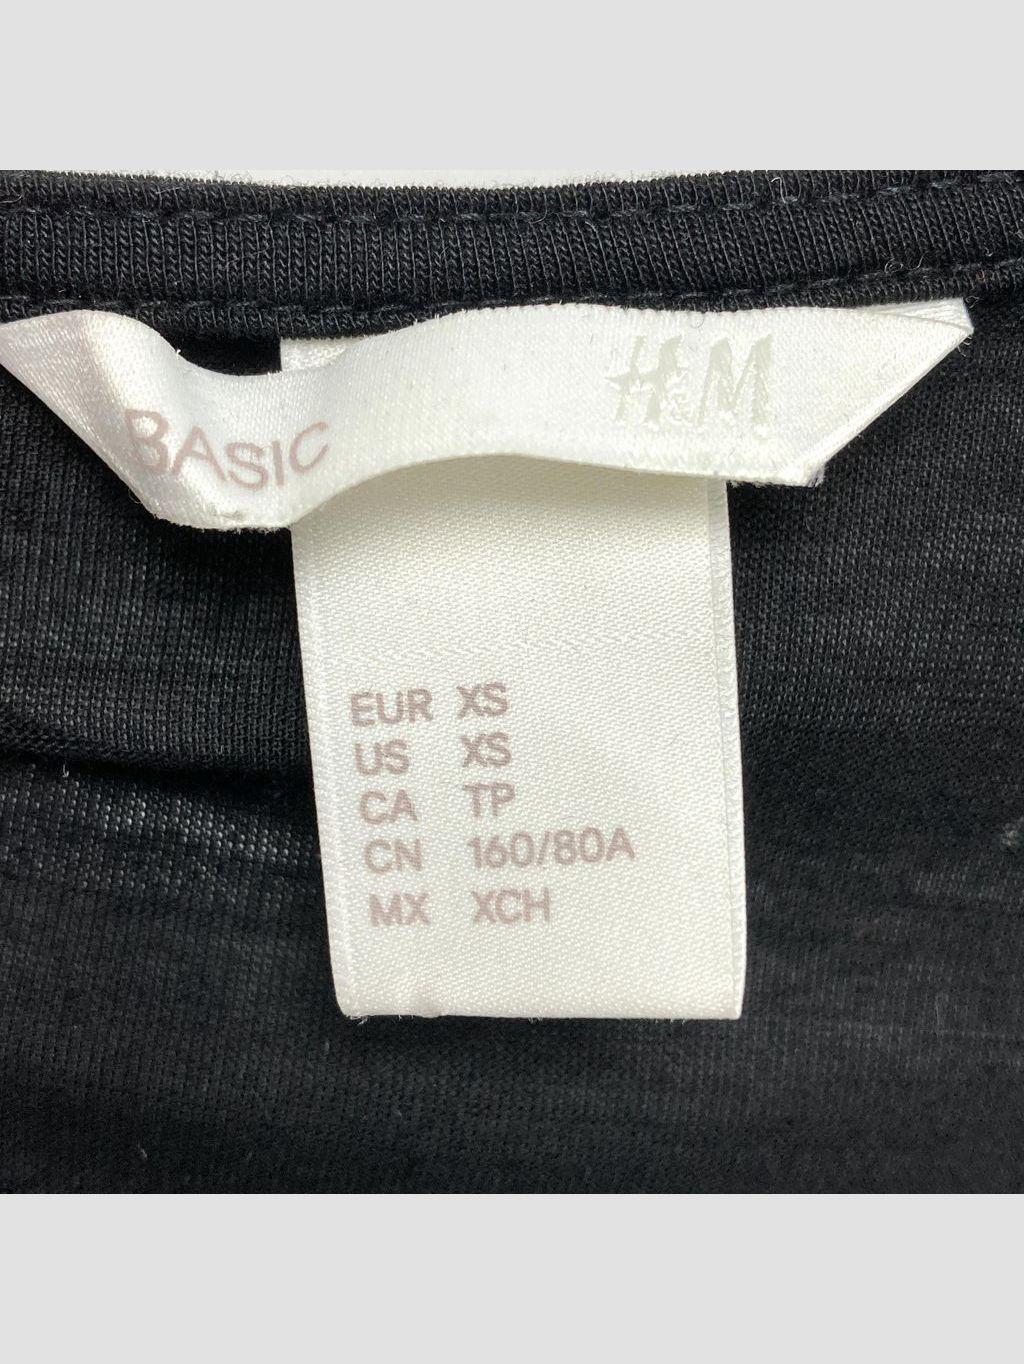 BASIC H&M
EUR XS
US XS
CA TP
CN 160/80A
MX XCH